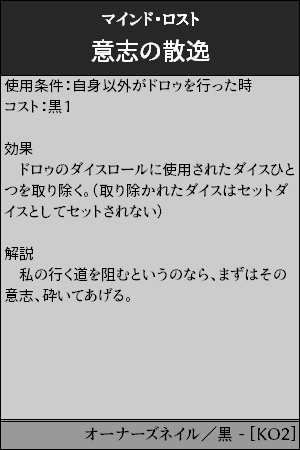 マインド・ロスト
意志の散逸
使用条件：自身以外がドロゥを行った時
コスト：黒1
効果
　ドロゥのダイスロールに使用されたダイスひと
つを取り除く。（取り除かれたダイスはセットダ
イスとしてセットされない）
解説
　私の行く道を阻むというのなら、まずはその
意志、砕いてあげる。
オーナーズネイル／黒 - [KO2]